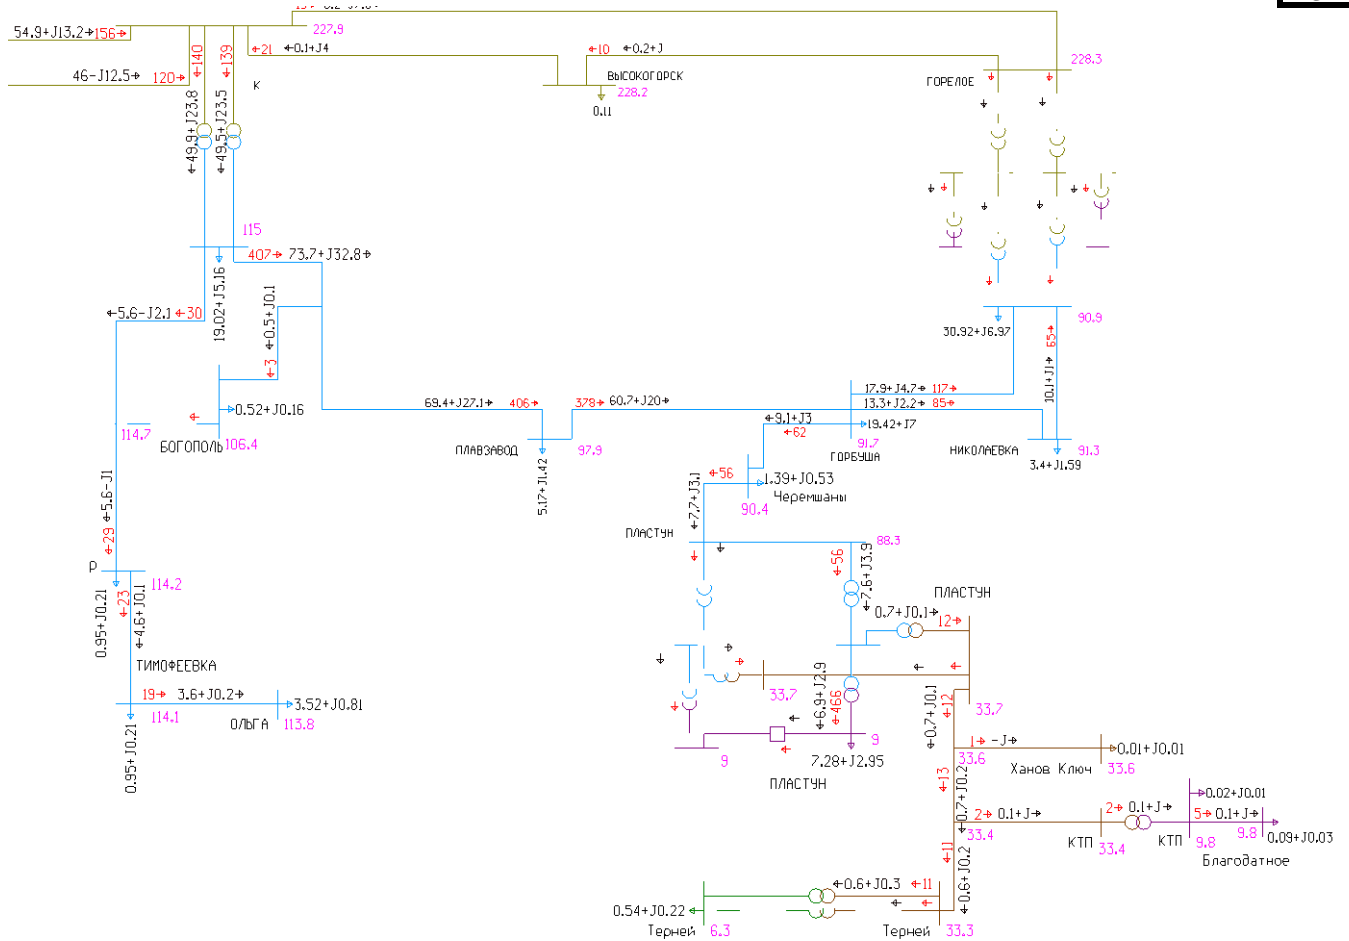 54.9+J13.2 156
227.9
46-J12.5 120
140
139
21 0.1+J4
10 0.2+J
К
ВЫСОКОГОРСК
228.2
0.11
ГОРЕЛОЕ
228.3
49.9+J23.8
49.5+J23.5
115
407 73.7+J32.8
19.02+J5.16
5.6-J2.1 30
0.5+J0.1
3
0.52+J0.16
114.7
БОГОПОЛЬ 106.4
69.4+J27.1 406
378 60.7+J20
ПЛАВЗАВОД
97.9
5.17+J1.42
17.9+J4.7 117
13.3+J2.2 85
9.1+J3
62
19.42+J7
91.7
ГОРБУША
30.92+J6.97
90.9
65
10.1+J1
НИКОЛАЕВКА
91.3
3.4+J1.59
56
1.39+J0.53
Черемшаны
90.4
7.7+J3.1
ПЛАСТУН
88.3
56
7.6+J3.9
5.6-J1
29
Р
114.2
23
0.95+J0.21
4.6+J0.1
ТИМОФЕЕВКА
19 3.6+J0.2
3.52+J0.81
114.1
ОЛЬГА
113.8
0.95+J0.21
ПЛАСТУН
0.7+J0.1
12
33.7
6.9+J2.9
466
0.7+J0.1
12
33.7
9
9
7.28+J2.95
ПЛАСТУН
1 -J
33.6
0.01+J0.01
Ханов Ключ 33.6
13
0.7+J0.2
0.02+J0.01
2 0.1+J
2 0.1+J
5 0.1+J
33.4
КТП 33.4
КТП 9.8
9.8
0.09+J0.03
Благодатное
11
0.6+J0.2
0.6+J0.3 11
0.54+J0.22
Терней 6.3
Терней 33.3